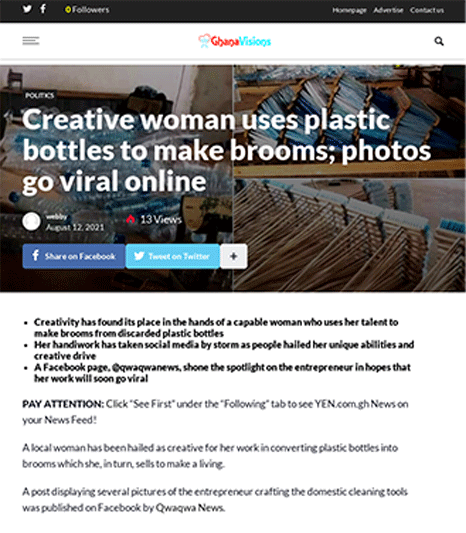 0 Followers
Homepage Advertise Contact us
GhanaVisions
POLITICS
Creative woman uses plastic
bottles to make brooms; photos
go viral online
webby
August 12, 2021
13 Views
Share on Facebook
Tweet on Twitter
+
• Creativity has found its place in the hands of a capable woman who uses her talent to
make brooms from discarded plastic bottles
• Her handiwork has taken social media by storm as people hailed her unique abilities and
creative drive
• A Facebook page, @qwaqwanews, shone the spotlight on the entrepreneur in hopes that
her work will soon go viral
PAY ATTENTION: Click “See First” under the “Following” tab to see YEN.com.gh News on
your News Feed!
A local woman has been hailed as creative for her work in converting plastic bottles into
brooms which she, in turn, sells to make a living.
A post displaying several pictures of the entrepreneur crafting the domestic cleaning tools
was published on Facebook by Qwaqwa News.